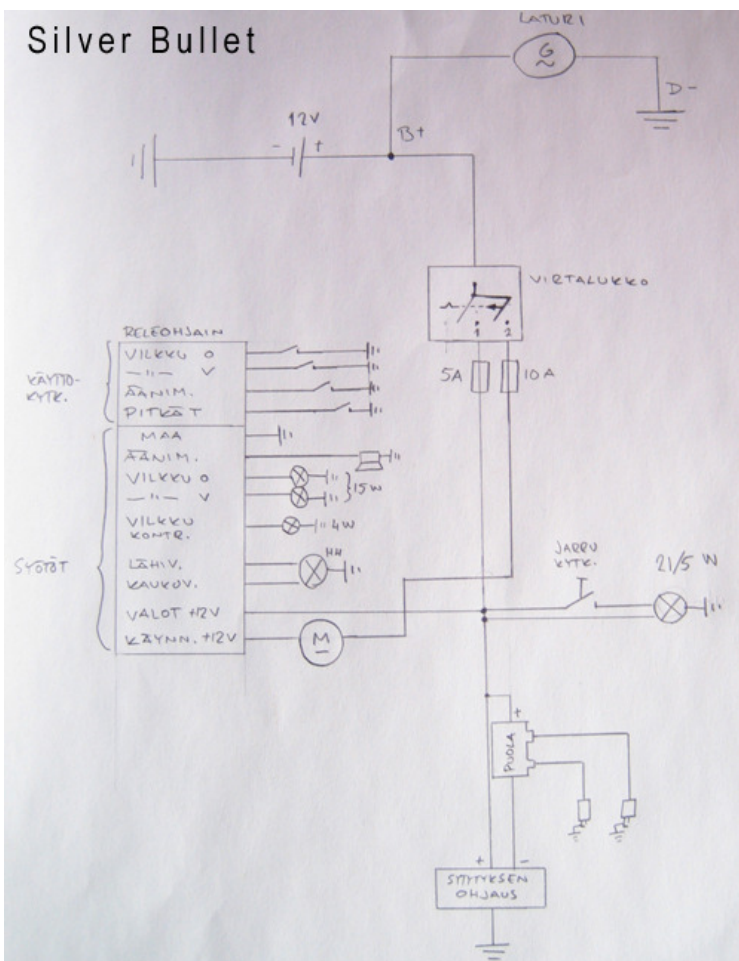 Silver Bullet
LATURI
G
D-
12V
- +
B+
VIRTALUKKO
1 2
5A 10A
RELEOHJAIN
KÄYTTÖ-
KYTK.
VILKKU O
—"— V
ÄÄNIM.
PITKÄT
SYÖTÖT
MAA
ÄÄNIM.
VILKKU O
—"— V
15W
VILKKU
KONTR.
4W
LÄHIV.
KAUKOV.
H4
VALOT +12V
KÄYNN. +12V
M
JARRU
KYTK.
21/5 W
+
PUOLA
+ -
SYTYTYKSEN
OHJAUS